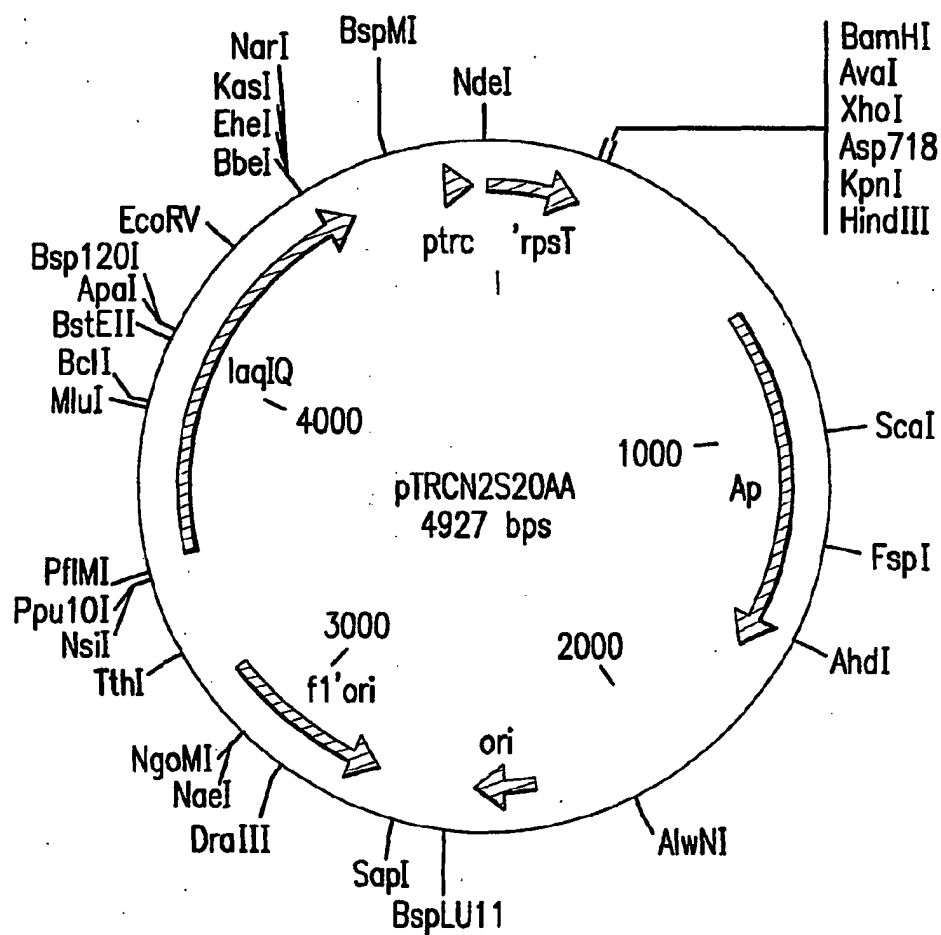 BspMI
NarI
KasI
EheI
BbeI
NdeI
BamHI
AvaI
XhoI
Asp718
KpnI
HindIII
EcoRV
Bsp120I
ApaI
BstEII
BclI
MluI
ptrc
'rpsT
laqIQ
4000
1000
ScaI
pTRCN2S20AA
4927 bps
Ap
FspI
PflMI
Ppu10I
NsiI
TthI
3000
f1'ori
2000
AhdI
ori
NgoMI
NaeI
DraIII
AlwNI
SapI
BspLU11